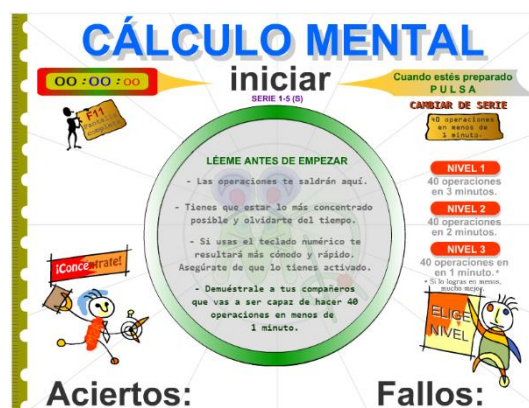 CÁLCULO MENTAL
00 :00 :00
iniciar
SERIE 1-5 (S)
Cuando estés preparado
PULSA
CAMBIAR DE SERIE
F11
Pantalla
completa
40 operaciones
en menos de
1 minuto.
LÉEME ANTES DE EMPEZAR
- Las operaciones te saldrán aquí.
- Tienes que estar lo más concentrado
posible y olvidarte del tiempo.
- Si usas el teclado numérico te
resultará más cómodo y rápido.
Asegúrate de que lo tienes activado.
- Demuéstrale a tus compañeros
que vas a ser capaz de hacer 40
operaciones en menos de
1 minuto.
NIVEL 1
40 operaciones
en 3 minutos.
NIVEL 2
40 operaciones
en 2 minutos.
NIVEL 3
40 operaciones en
en 1 minuto.*
* Si lo logras en menos,
mucho mejor.
¡Concéntrate!
ELIGE
NIVEL
Aciertos:
Fallos: